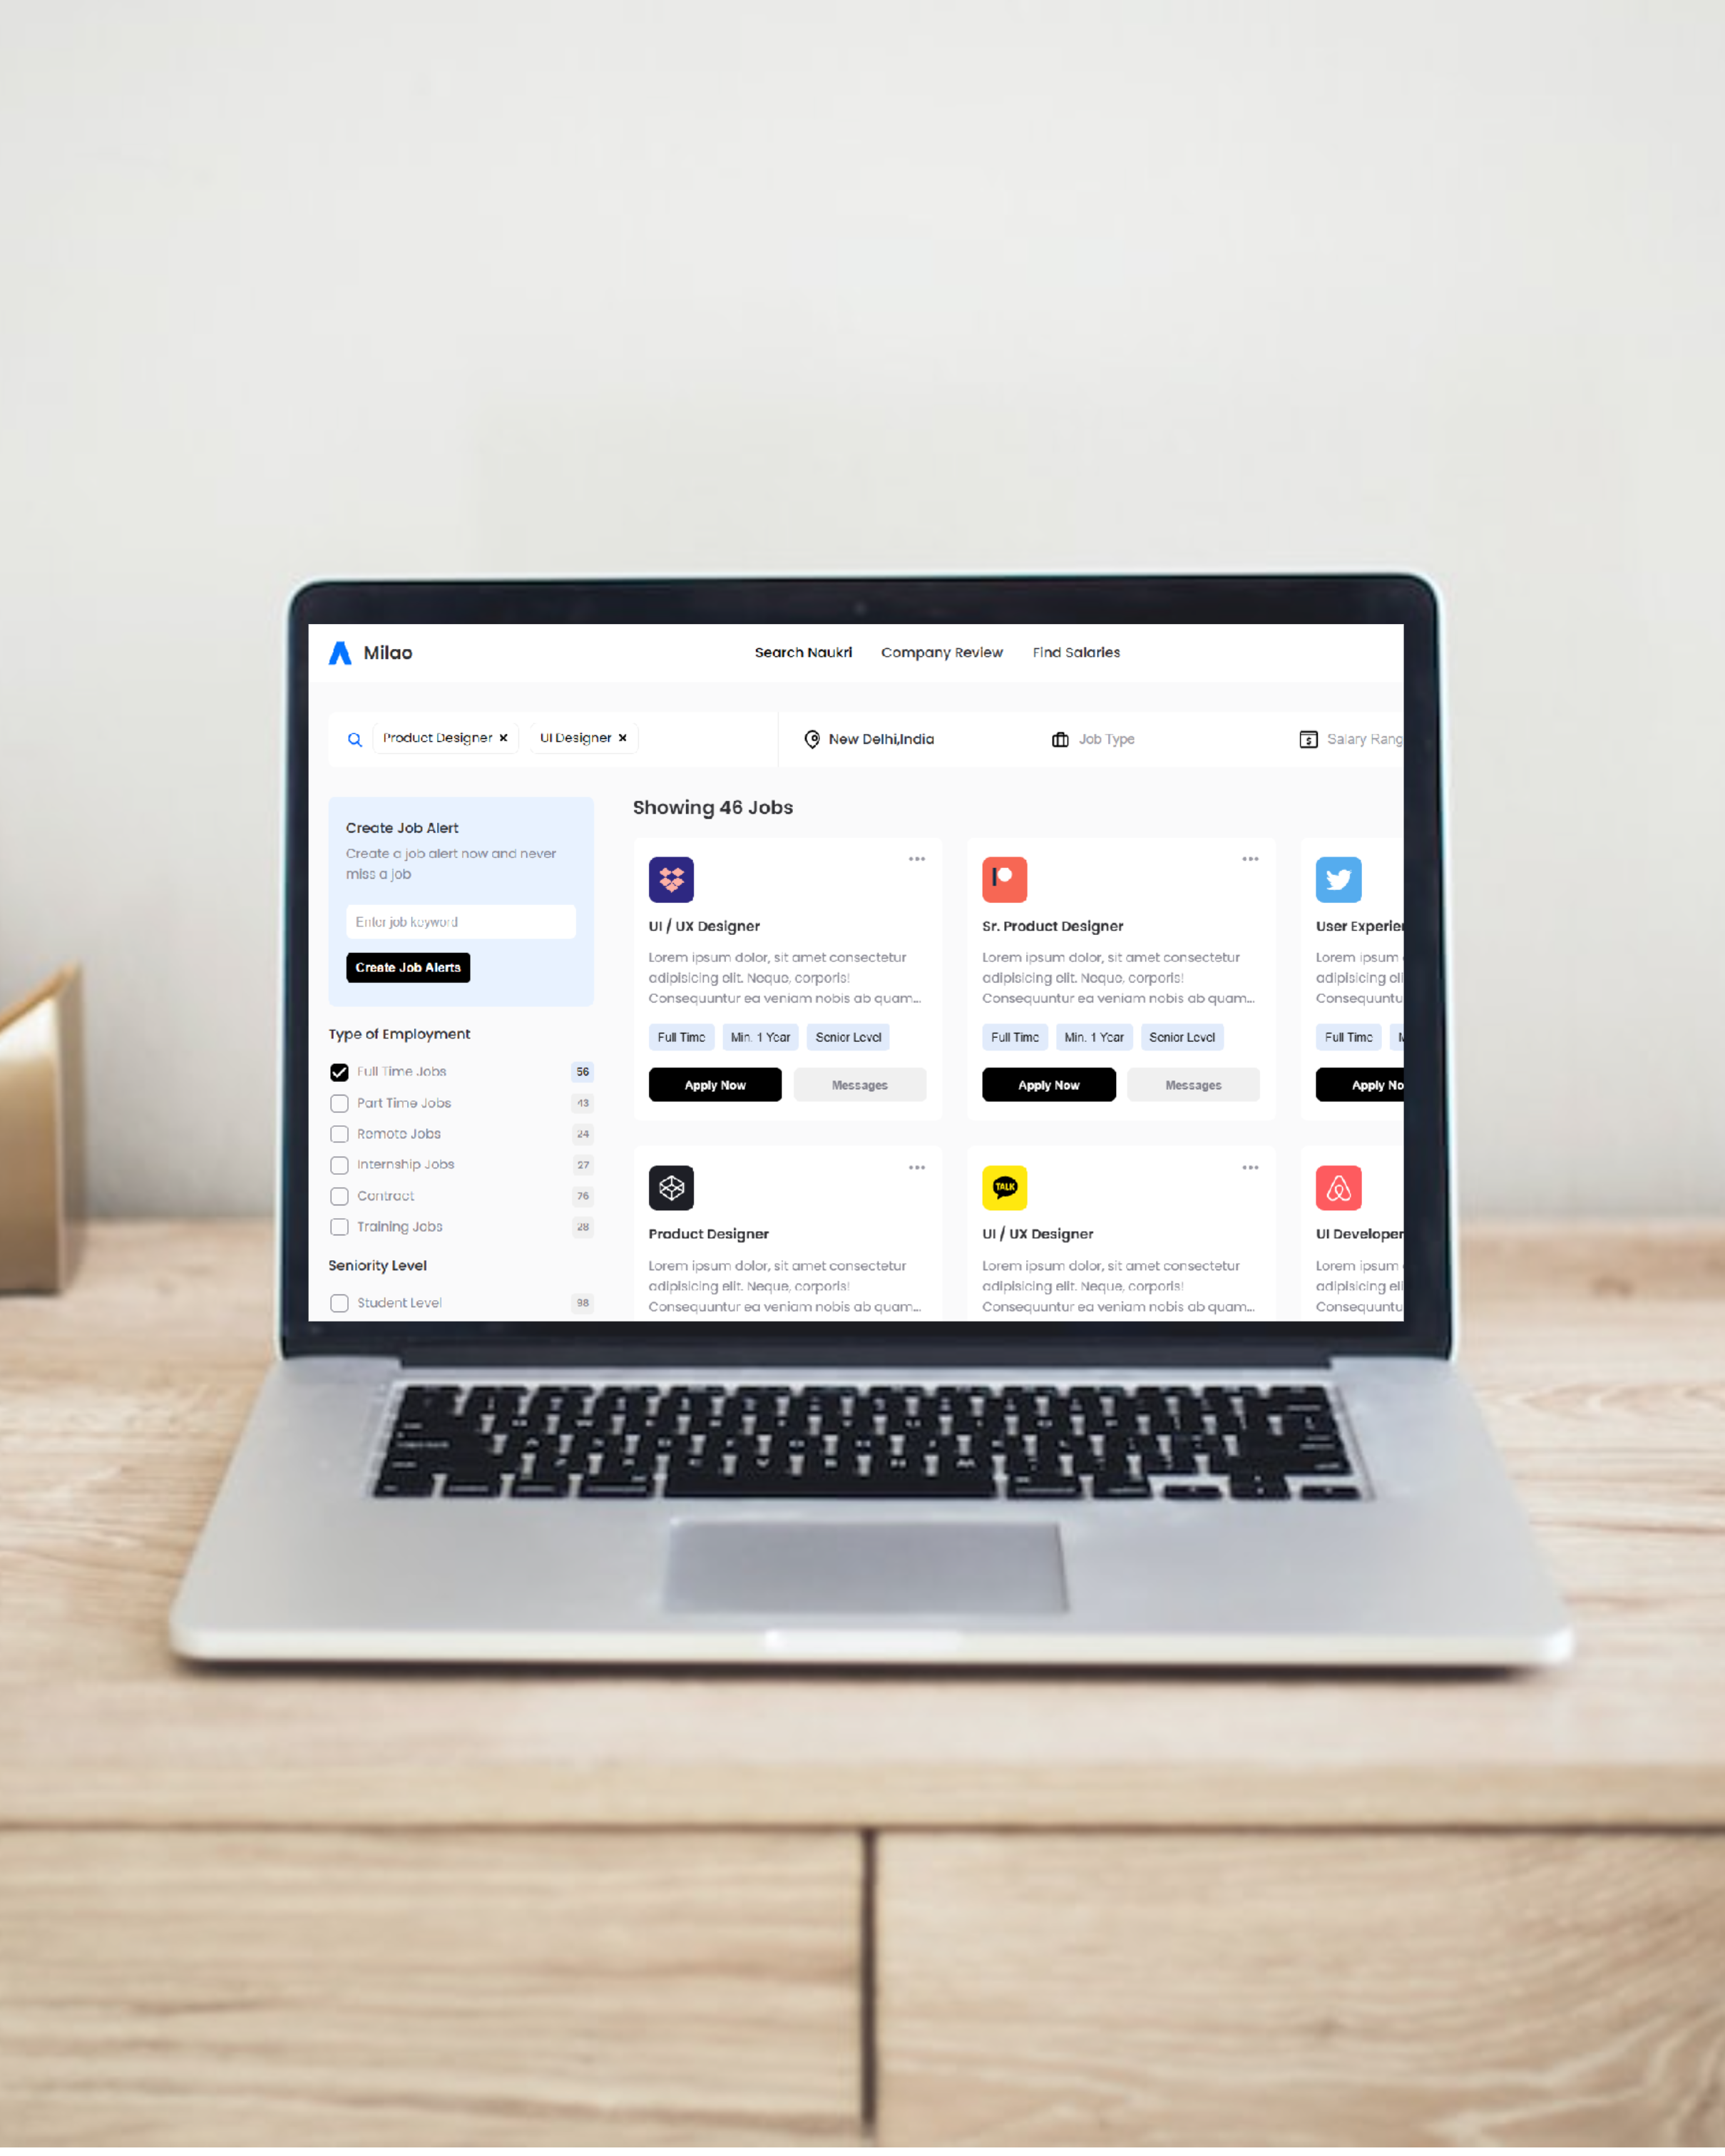 Milao
Search Naukri
Company Review
Find Salaries
Product Designer ×
UI Designer ×
New Delhi,India
Job Type
Salary Rang
Create Job Alert
Create a job alert now and never
miss a job
Enter job keyword
Create Job Alerts
Type of Employment
Full Time Jobs 56
Part Time Jobs 43
Remote Jobs 24
Internship Jobs 27
Contract 76
Training Jobs 28
Seniority Level
Student Level 98
Showing 46 Jobs
UI / UX Designer
Lorem ipsum dolor, sit amet consectetur
adipisicing elit. Neque, corporis!
Consequuntur ea veniam nobis ab quam...
Full Time Min. 1 Year Senior Level
Apply Now Messages
Sr. Product Designer
Lorem ipsum dolor, sit amet consectetur
adipisicing elit. Neque, corporis!
Consequuntur ea veniam nobis ab quam...
Full Time Min. 1 Year Senior Level
Apply Now Messages
User Experie
Lorem ipsum
adipisicing eli
Consequuntu
Full Time
Apply No
Product Designer
Lorem ipsum dolor, sit amet consectetur
adipisicing elit. Neque, corporis!
Consequuntur ea veniam nobis ab quam...
TALK
UI / UX Designer
Lorem ipsum dolor, sit amet consectetur
adipisicing elit. Neque, corporis!
Consequuntur ea veniam nobis ab quam...
UI Developer
Lorem ipsum
adipisicing eli
Consequuntu